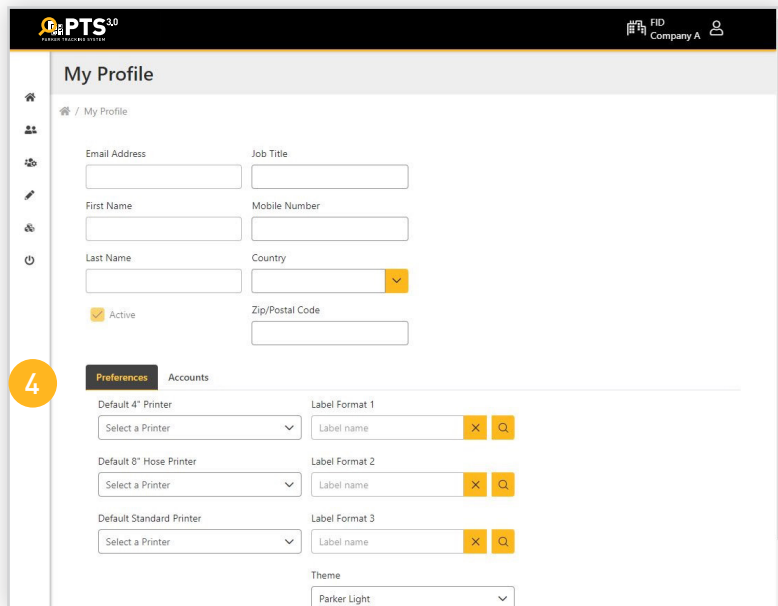 PTS 3.0
PARKER TRACKING SYSTEM
FID
Company A
My Profile
/ My Profile
Email Address
Job Title
First Name
Mobile Number
Last Name
Country
Active
Zip/Postal Code
4
Preferences
Accounts
Default 4" Printer
Label Format 1
Select a Printer
Label name
Default 8" Hose Printer
Label Format 2
Select a Printer
Label name
Default Standard Printer
Label Format 3
Select a Printer
Label name
Theme
Parker Light